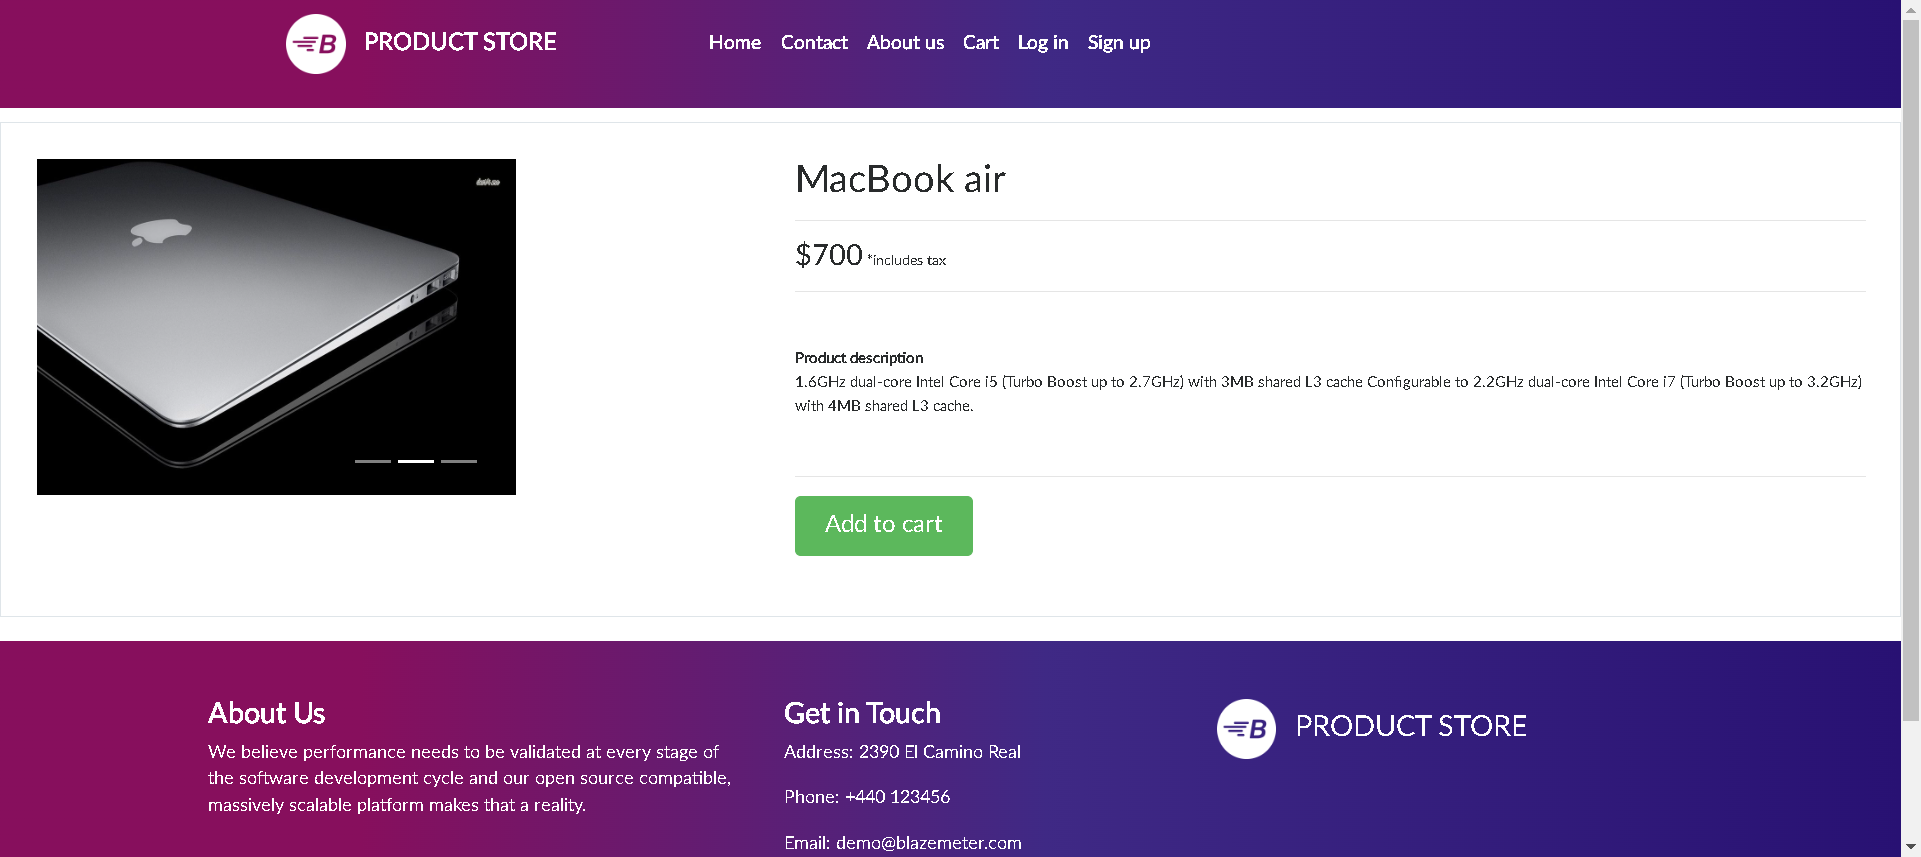 B PRODUCT STORE
Home Contact About us Cart Log in Sign up
MacBook air
$700 *includes tax
Product description
1.6GHz dual-core Intel Core i5 (Turbo Boost up to 2.7GHz) with 3MB shared L3 cache Configurable to 2.2GHz dual-core Intel Core i7 (Turbo Boost up to 3.2GHz)
with 4MB shared L3 cache.
Add to cart
About Us
We believe performance needs to be validated at every stage of
the software development cycle and our open source compatible,
massively scalable platform makes that a reality.
Get in Touch
Address: 2390 El Camino Real
Phone: +440 123456
Email: demo@blazemeter.com
B PRODUCT STORE